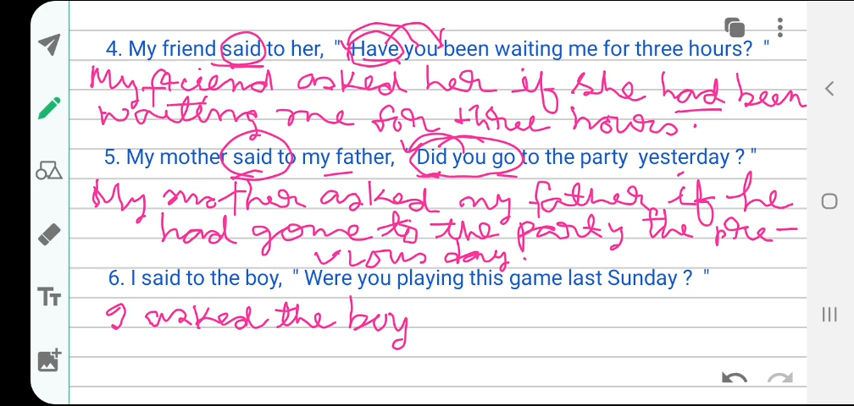 4. My friend said to her, " Have you been waiting me for three hours? "
My friend asked her if she had been
waiting me for three hours.
5. My mother said to my father, " Did you go to the party yesterday ? "
My mother asked my father if he
had gone to the party the pre-
vious day.
6. I said to the boy, " Were you playing this game last Sunday ? "
I asked the boy
TT